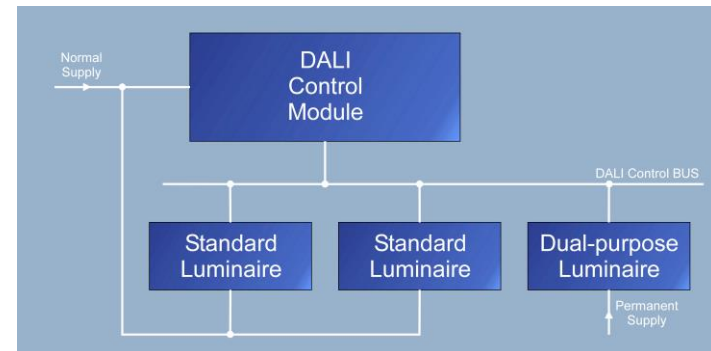 Normal
Supply
DALI
Control
Module
DALI Control BUS
Standard
Luminaire
Standard
Luminaire
Dual-purpose
Luminaire
Permanent
Supply